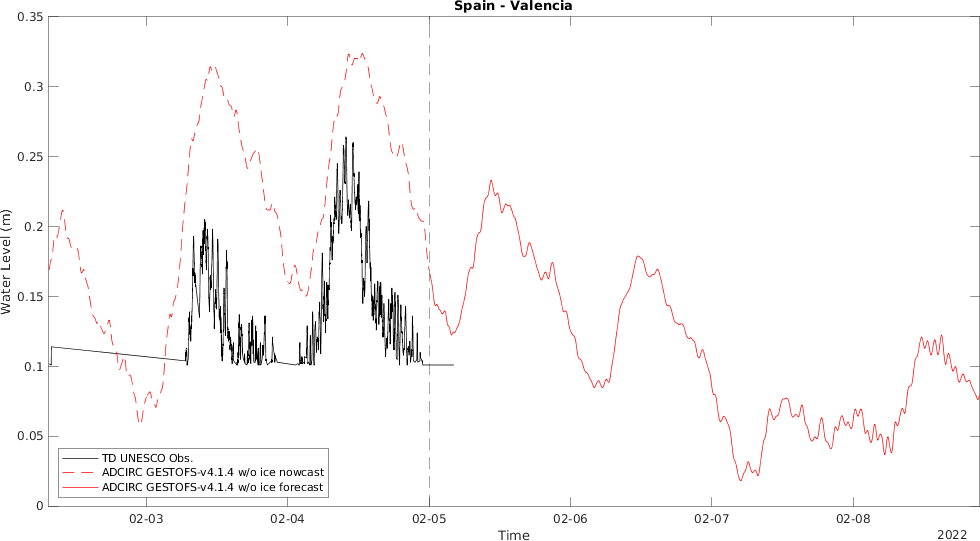 Spain - Valencia
0.35
0.3
0.25
0.2
0.15
0.1
0.05
0
Water Level (m)
TD UNESCO Obs.
ADCIRC GESTOFS-v4.1.4 w/o ice nowcast
ADCIRC GESTOFS-v4.1.4 w/o ice forecast
02-03 02-04 02-05 02-06 02-07 02-08
Time
2022